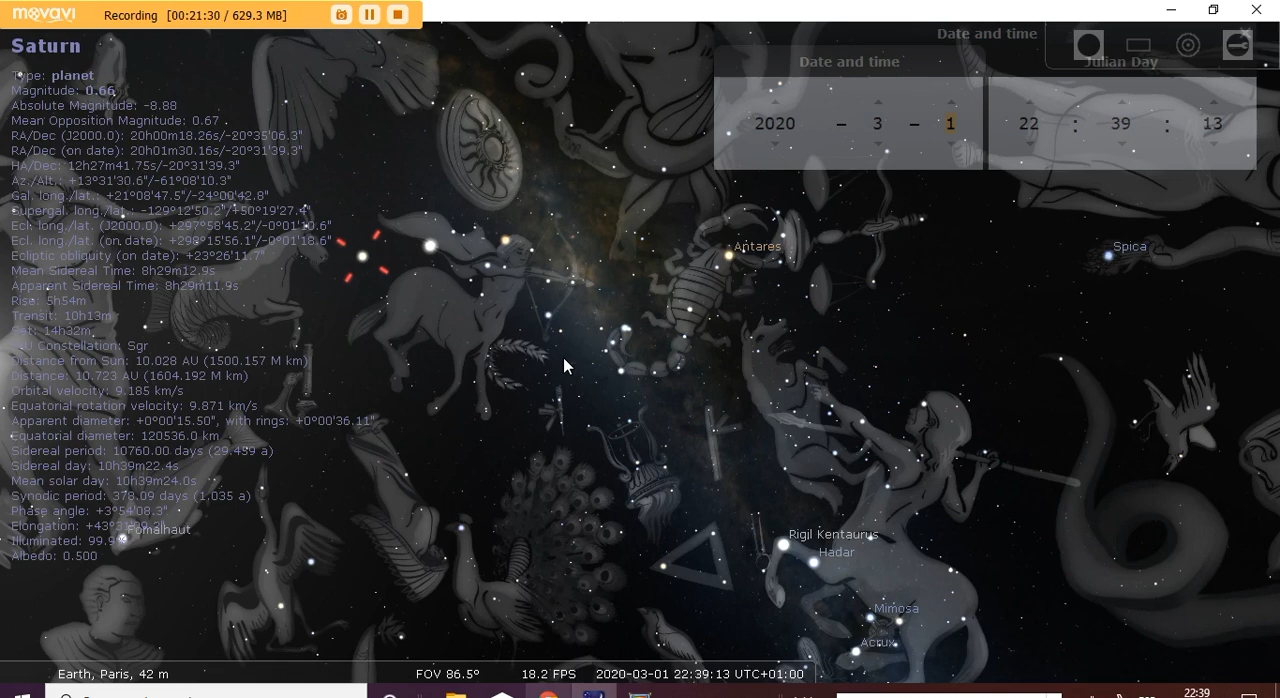 movavi Recording [00:21:30 / 629.3 MB]
Date and time
Saturn
Date and time
Julian Day
Type: planet
Magnitude: 0.66
Absolute Magnitude: -8.88
Mean Opposition Magnitude: 0.67
RA/Dec (J2000.0): 20h00m18.26s/-20°35'06.3"
2020 - 3 - 1 22 : 39 : 13
RA/Dec (on date): 20h01m30.16s/-20°31'39.3"
HA/Dec: 12h27m41.75s/-20°31'39.3"
Az./Alt.: +13°31'30.6"/-61°08'10.3"
Gal. long./lat.: +21°08'47.5"/-24°00'42.8"
Supergal. long./lat.: -129°12'50.2"/+50°19'27.4"
Ecl. long./lat. (J2000.0): +297°58'45.2"/-0°01'10.6"
Ecl. long./lat. (on date): +298°15'56.1"/-0°01'18.6"
Antares
Spica
Ecliptic obliquity (on date): +23°26'11.7"
Mean Sidereal Time: 8h29m12.9s
Apparent Sidereal Time: 8h29m11.9s
Rise: 5h54m
Transit: 10h13m
Set: 14h32m
IAU Constellation: Sgr
Distance from Sun: 10.028 AU (1500.157 M km)
Distance: 10.723 AU (1604.192 M km)
Orbital velocity: 9.185 km/s
Equatorial rotation velocity: 9.871 km/s
Apparent diameter: +0°00'15.50", with rings: +0°00'36.11"
Equatorial diameter: 120536.0 km
Sidereal period: 10760.00 days (29.459 a)
Sidereal day: 10h39m22.4s
Mean solar day: 10h39m24.0s
Synodic period: 378.09 days (1.035 a)
Phase angle: +3°54'08.3"
Elongation:
Fomalhaut
Illuminated:
Albedo: 0.500
Rigil Kentaurus
Hadar
Mimosa
Acrux
Earth, Paris, 42 m FOV 86.5° 18.2 FPS 2020-03-01 22:39:13 UTC+01:00
22:39